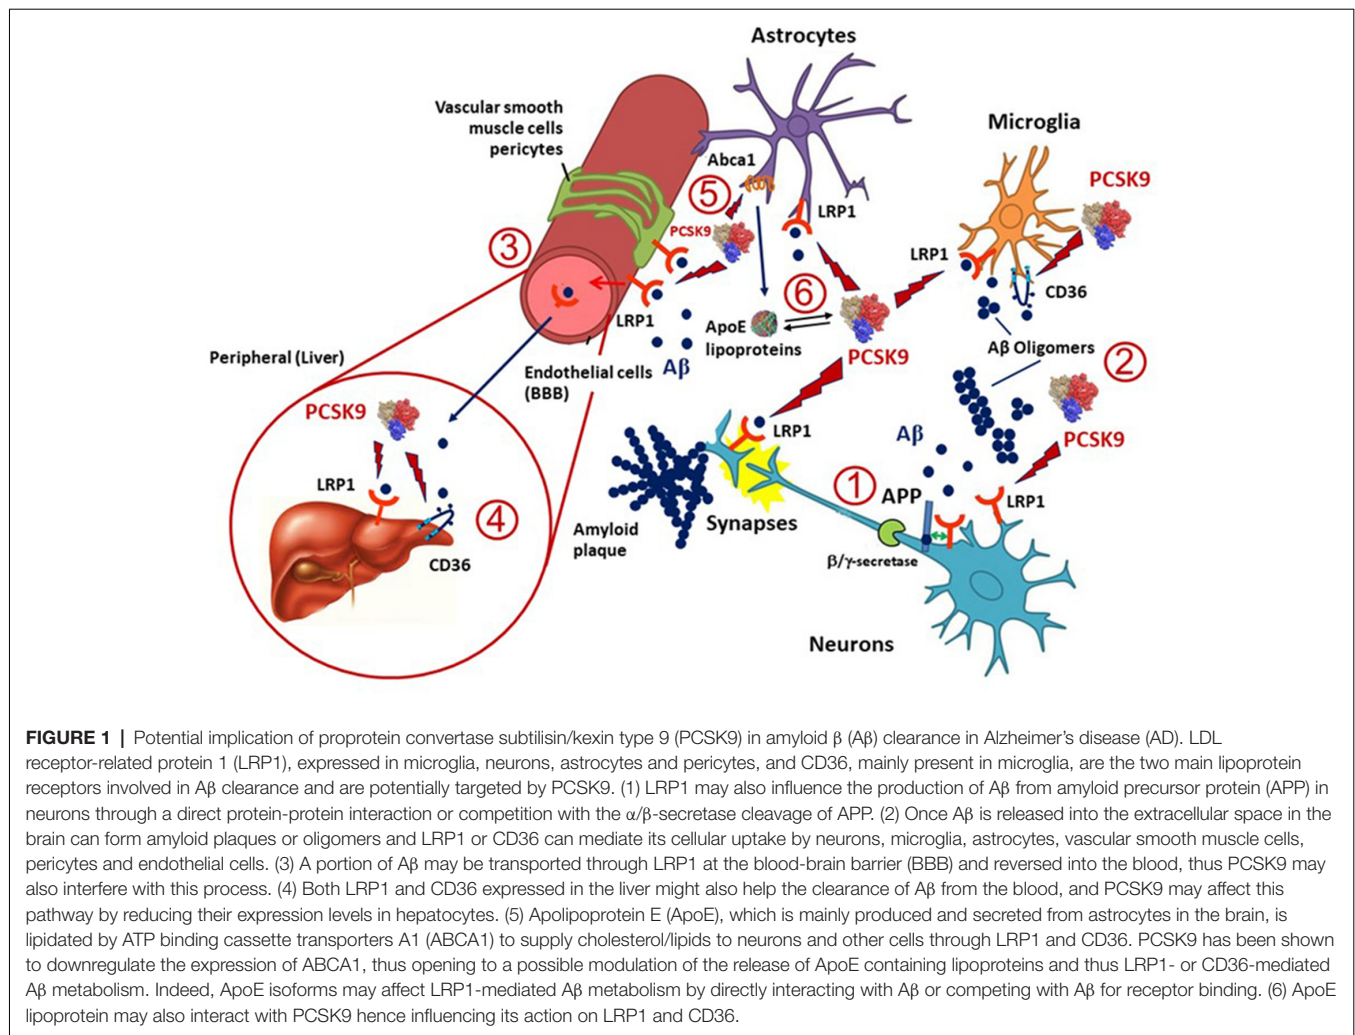 Astrocytes
Vascular smooth
muscle cells
pericytes
Microglia
Abca1
PCSK9
5
LRP1
PCSK9
3
LRP1
6
CD36
LRP1
ApoE
lipoproteins
Peripheral (Liver)
PCSK9
Aβ Oligomers
2
Endothelial cells
(BBB)
Aβ
PCSK9
LRP1
Aβ
PCSK9
LRP1
1
APP
LRP1
4
Synapses
Amyloid
plaque
CD36
β/γ-secretase
Neurons
FIGURE 1 | Potential implication of proprotein convertase subtilisin/kexin type 9 (PCSK9) in amyloid β (Aβ) clearance in Alzheimer's disease (AD). LDL
receptor-related protein 1 (LRP1), expressed in microglia, neurons, astrocytes and pericytes, and CD36, mainly present in microglia, are the two main lipoprotein
receptors involved in Aβ clearance and are potentially targeted by PCSK9. (1) LRP1 may also influence the production of Aβ from amyloid precursor protein (APP) in
neurons through a direct protein-protein interaction or competition with the α/β-secretase cleavage of APP. (2) Once Aβ is released into the extracellular space in the
brain can form amyloid plaques or oligomers and LRP1 or CD36 can mediate its cellular uptake by neurons, microglia, astrocytes, vascular smooth muscle cells,
pericytes and endothelial cells. (3) A portion of Aβ may be transported through LRP1 at the blood-brain barrier (BBB) and reversed into the blood, thus PCSK9 may
also interfere with this process. (4) Both LRP1 and CD36 expressed in the liver might also help the clearance of Aβ from the blood, and PCSK9 may affect this
pathway by reducing their expression levels in hepatocytes. (5) Apolipoprotein E (ApoE), which is mainly produced and secreted from astrocytes in the brain, is
lipidated by ATP binding cassette transporters A1 (ABCA1) to supply cholesterol/lipids to neurons and other cells through LRP1 and CD36. PCSK9 has been shown
to downregulate the expression of ABCA1, thus opening to a possible modulation of the release of ApoE containing lipoproteins and thus LRP1- or CD36-mediated
Aβ metabolism. Indeed, ApoE isoforms may affect LRP1-mediated Aβ metabolism by directly interacting with Aβ or competing with Aβ for receptor binding. (6) ApoE
lipoprotein may also interact with PCSK9 hence influencing its action on LRP1 and CD36.